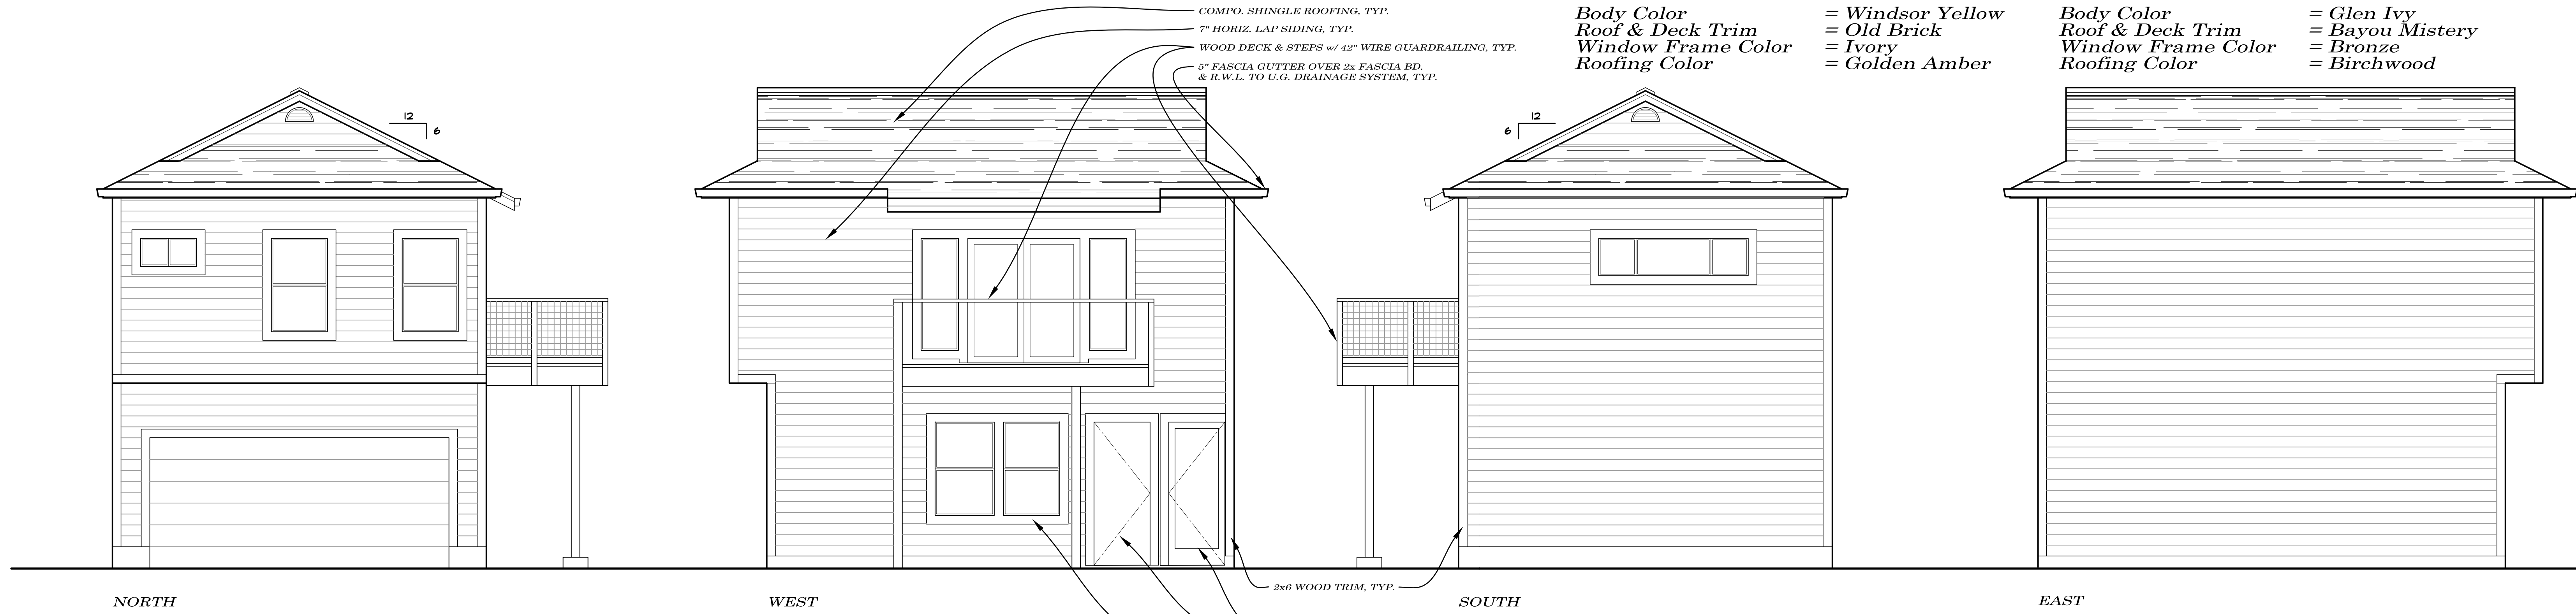 COMPO. SHINGLE ROOFING, TYP.
7" HORIZ. LAP SIDING, TYP.
WOOD DECK & STEPS w/ 42" WIRE GUARDRAILING, TYP.
5" FASCIA GUTTER OVER 2x FASCIA BD.
& R.W.L. TO U.G. DRAINAGE SYSTEM, TYP.
Body Color = Windsor Yellow
Roof & Deck Trim = Old Brick
Window Frame Color = Ivory
Roofing Color = Golden Amber
Body Color = Glen Ivy
Roof & Deck Trim = Bayou Mistery
Window Frame Color = Bronze
Roofing Color = Birchwood
12
6
12
6
2x6 WOOD TRIM, TYP.
NORTH
WEST
SOUTH
EAST